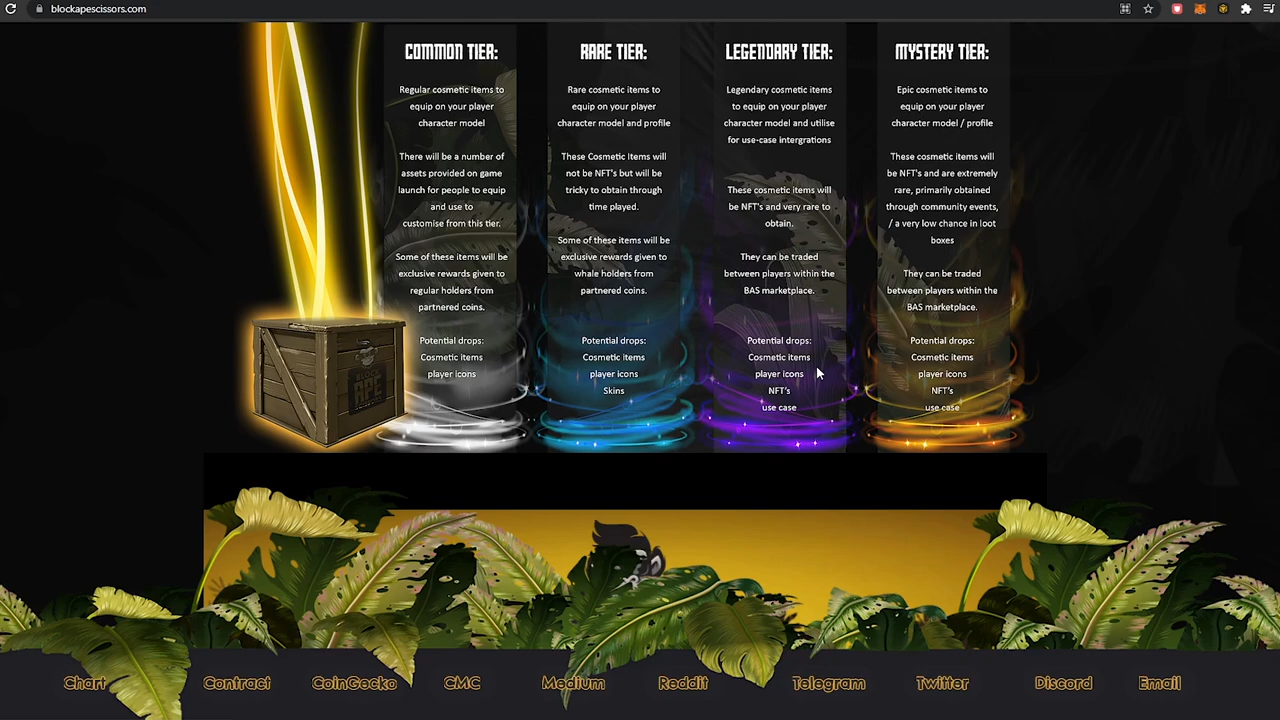 blockapescissors.com
COMMON TIER:
Regular cosmetic items to
equip on your player
character model
There will be a number of
assets provided on game
launch for people to equip
and use to
customise from this tier.
Some of these items will be
exclusive rewards given to
regular holders from
partnered coins.
Potential drops:
Cosmetic items
player icons
RARE TIER:
Rare cosmetic items to
equip on your player
character model and profile
These Cosmetic Items will
not be NFT's but will be
tricky to obtain through
time played.
Some of these items will be
exclusive rewards given to
whale holders from
partnered coins.
Potential drops:
Cosmetic items
player icons
Skins
LEGENDARY TIER:
Legendary cosmetic items
to equip on your player
character model and utilise
for use-case intergrations
These cosmetic items will
be NFT's and very rare to
obtain.
They can be traded
between players within the
BAS marketplace.
Potential drops:
Cosmetic items
player icons
NFT's
use case
MYSTERY TIER:
Epic cosmetic items to
equip on your player
character model / profile
These cosmetic items will
be NFT's and are extremely
rare, primarily obtained
through community events,
/ a very low chance in loot
boxes
They can be traded
between players within the
BAS marketplace.
Potential drops:
Cosmetic items
player icons
NFT's
use case
BLOCK
APE
Chart
Contract
CoinGecko
CMC
Medium
Reddit
Telegram
Twitter
Discord
Email